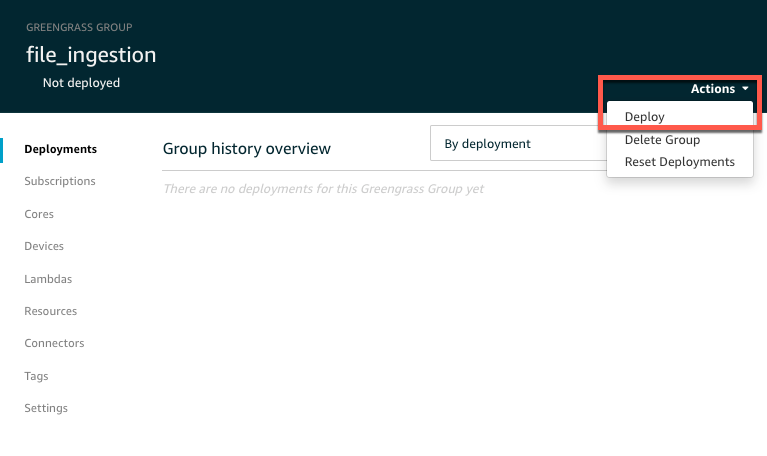 GREENGRASS GROUP
file_ingestion
Not deployed
Actions
Deploy
Delete Group
Reset Deployments
Deployments
Subscriptions
Cores
Devices
Lambdas
Resources
Connectors
Tags
Settings
Group history overview
By deployment
There are no deployments for this Greengrass Group yet